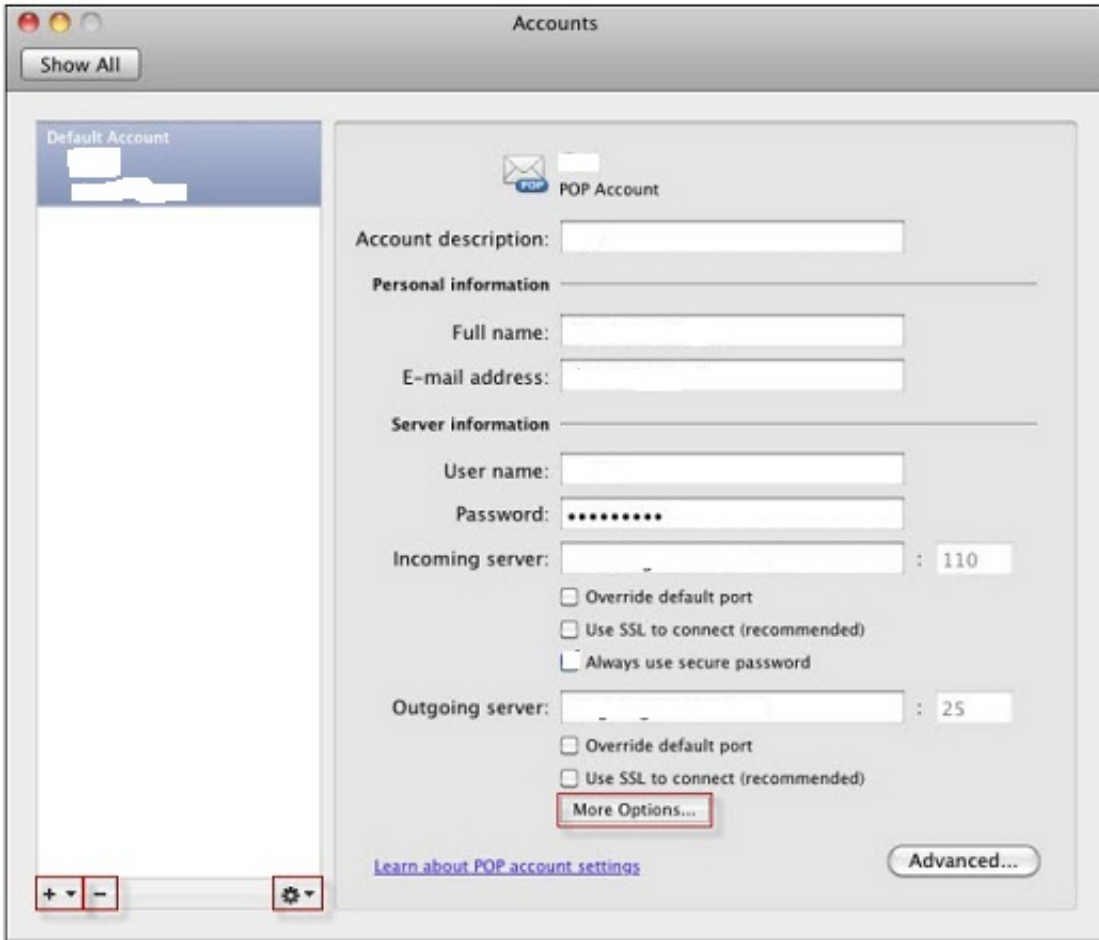 Accounts
Show All
Default Account
POP
POP Account
Account description:
Personal information
Full name:
E-mail address:
Server information
User name:
Password: •••••••••
Incoming server: : 110
Override default port
Use SSL to connect (recommended)
Always use secure password
Outgoing server: : 25
Override default port
Use SSL to connect (recommended)
More Options...
Learn about POP account settings
Advanced...